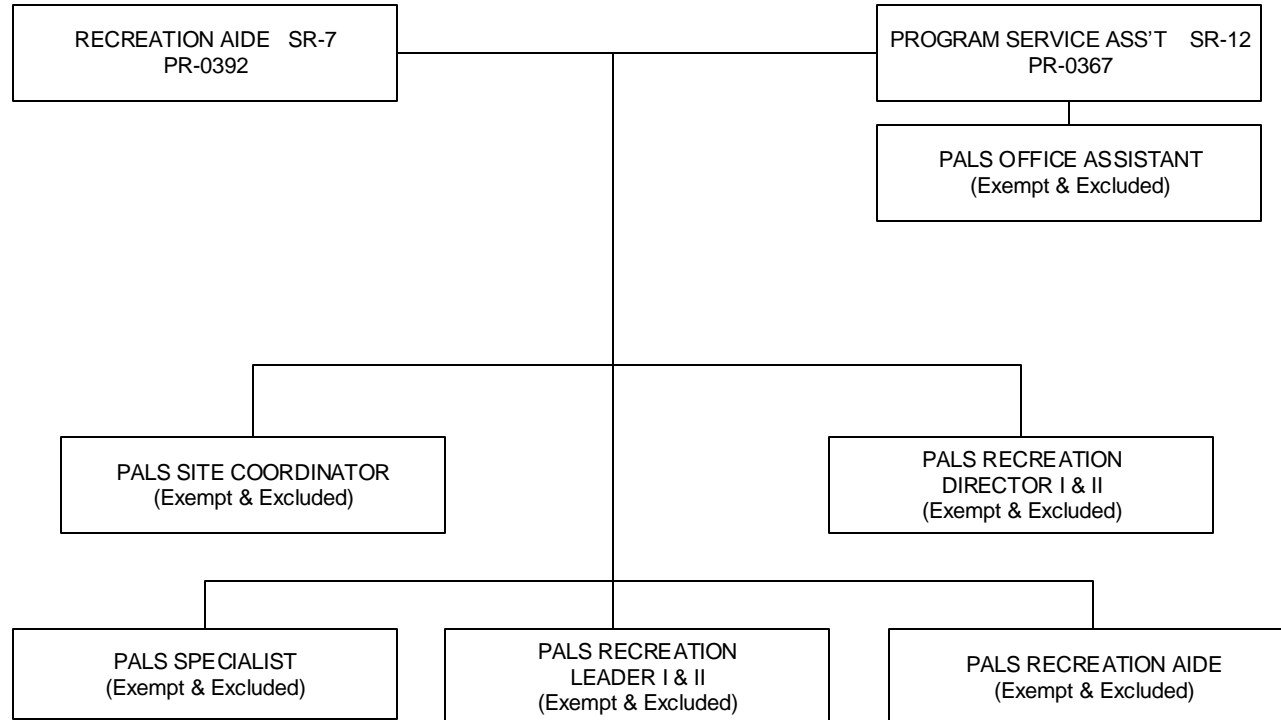 RECREATION AIDE SR-7
PR-0392
PROGRAM SERVICE ASS'T SR-12
PR-0367
PALS OFFICE ASSISTANT
(Exempt & Excluded)
PALS SITE COORDINATOR
(Exempt & Excluded)
PALS RECREATION
DIRECTOR I & II
(Exempt & Excluded)
PALS SPECIALIST
(Exempt & Excluded)
PALS RECREATION
LEADER I & II
(Exempt & Excluded)
PALS RECREATION AIDE
(Exempt & Excluded)